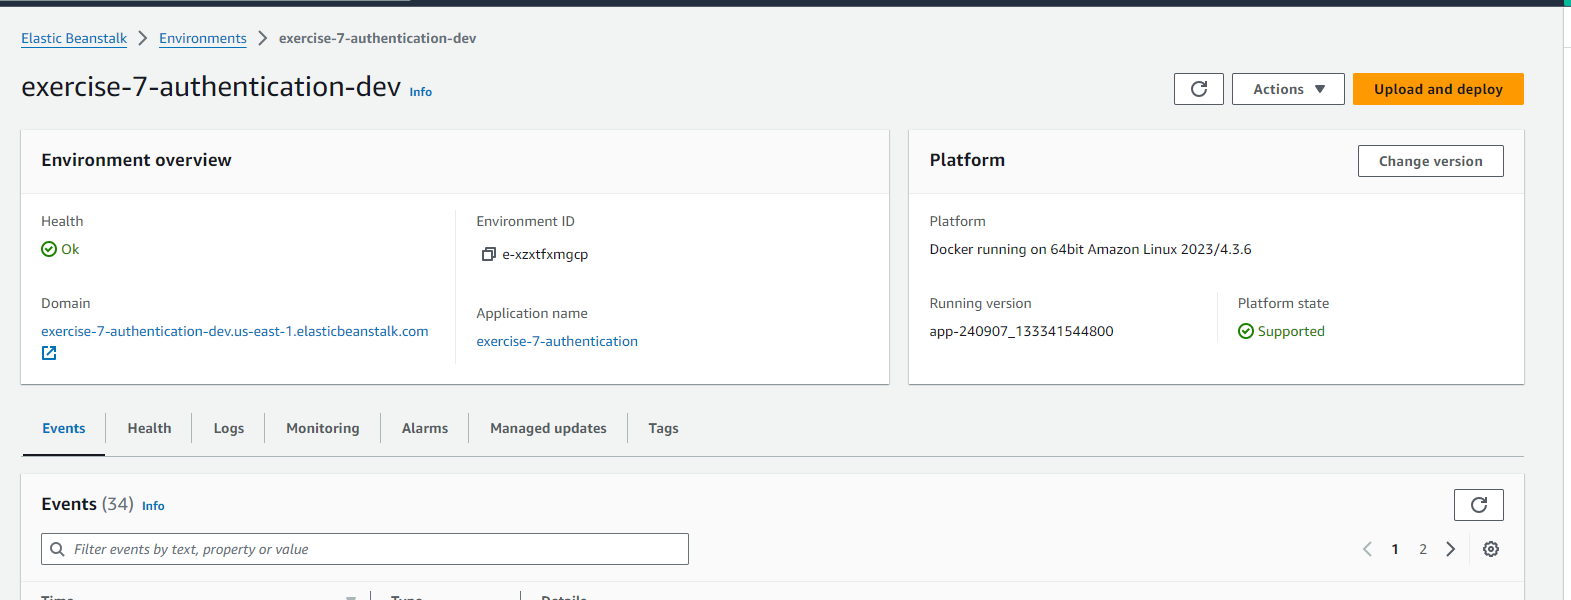 Elastic Beanstalk > Environments > exercise-7-authentication-dev
exercise-7-authentication-dev Info
Actions
Upload and deploy
Environment overview
Health
Ok
Domain
exercise-7-authentication-dev.us-east-1.elasticbeanstalk.com
Environment ID
e-xzxtfxmgcp
Application name
exercise-7-authentication
Platform
Change version
Platform
Docker running on 64bit Amazon Linux 2023/4.3.6
Running version
app-240907_133341544800
Platform state
Supported
Events Health Logs Monitoring Alarms Managed updates Tags
Events (34) Info
Filter events by text, property or value
1 2
Time Type Details